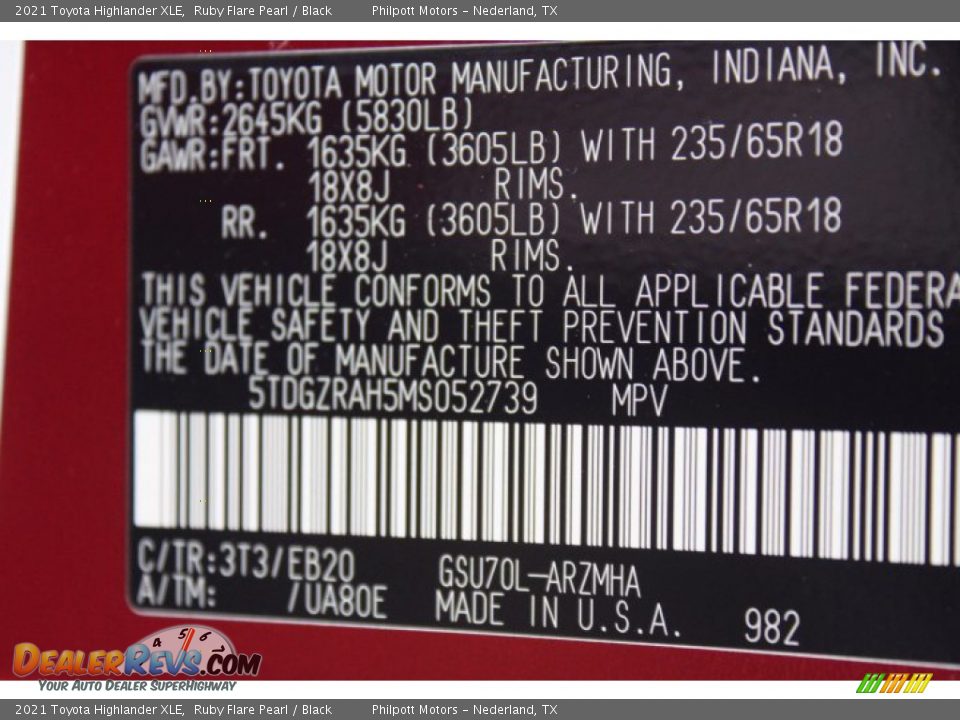 2021 Toyota Highlander XLE, Ruby Flare Pearl / Black Philpott Motors – Nederland, TX
MFD.BY:TOYOTA MOTOR MANUFACTURING, INDIANA, INC.
GVWR:2645KG (5830LB)
GAWR:FRT. 1635KG (3605LB) WITH 235/65R18
18X8J RIMS.
RR. 1635KG (3605LB) WITH 235/65R18
18X8J RIMS.
THIS VEHICLE CONFORMS TO ALL APPLICABLE FEDERA
VEHICLE SAFETY AND THEFT PREVENTION STANDARDS
THE DATE OF MANUFACTURE SHOWN ABOVE.
5TDGZRAH5MS052739 MPV
C/TR:3T3/EB20 GSU70L-ARZMHA
A/TM: /UA80E MADE IN U.S.A. 982
4 5 6
DEALERREVS.COM
YOUR AUTO DEALER SUPERHIGHWAY
2021 Toyota Highlander XLE, Ruby Flare Pearl / Black Philpott Motors – Nederland, TX